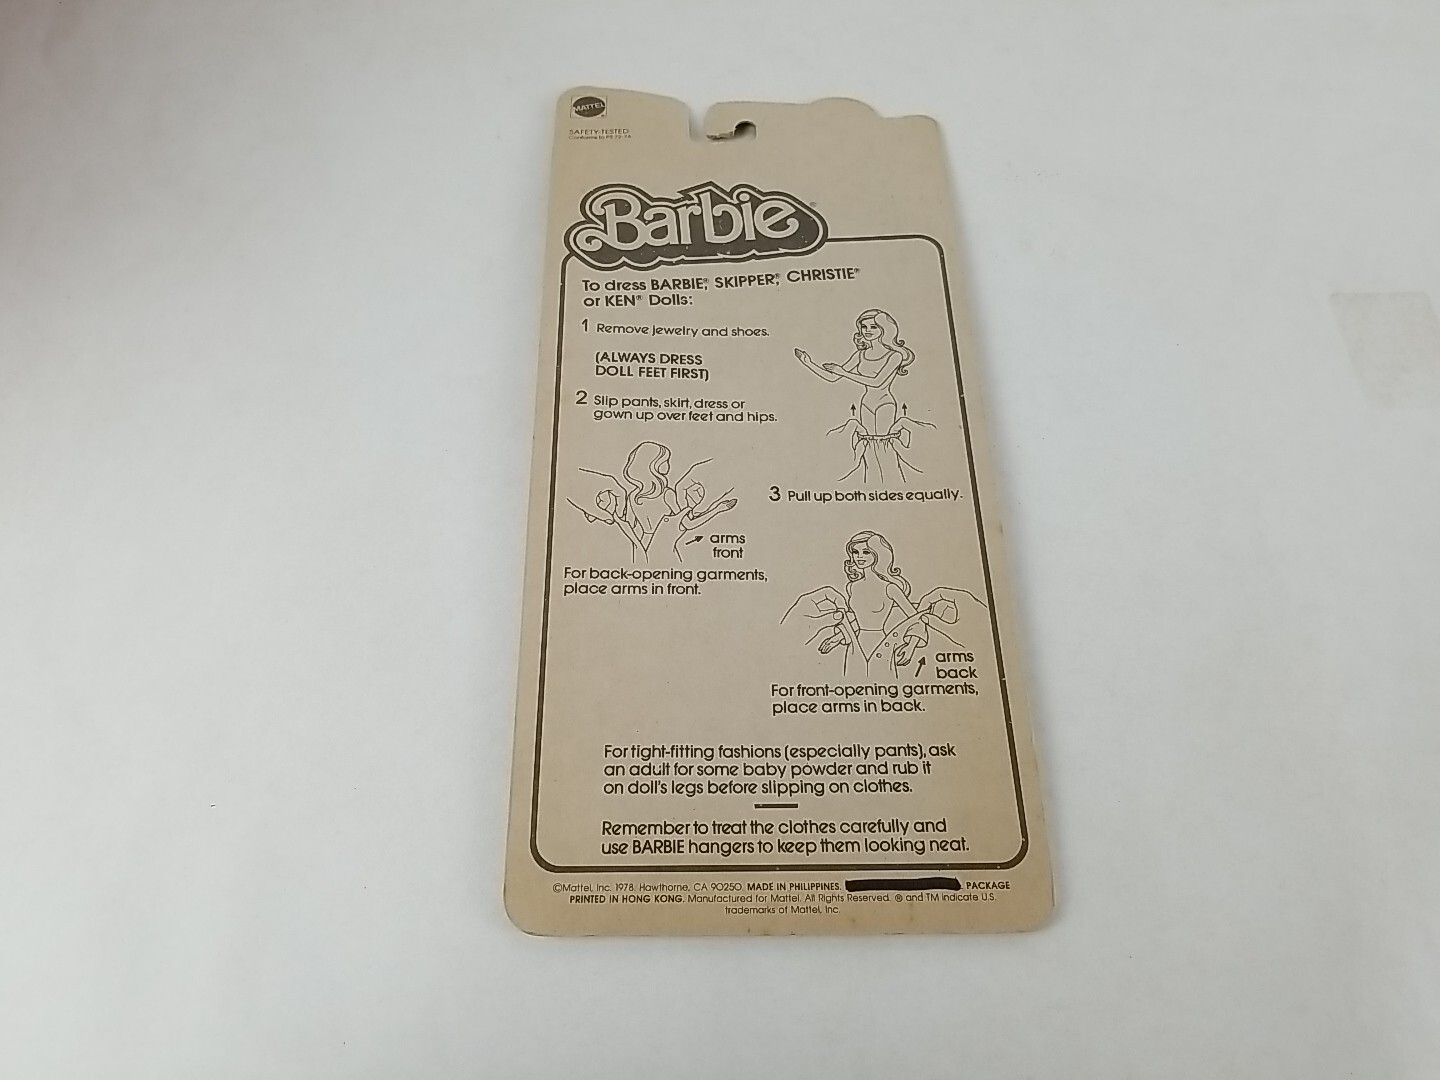 MATTEL
SAFETY-TESTED
Barbie®
To dress BARBIE®, SKIPPER®, CHRISTIE®
or KEN® Dolls:
1 Remove jewelry and shoes.
(ALWAYS DRESS
DOLL FEET FIRST)
2 Slip pants, skirt, dress or
gown up over feet and hips.
3 Pull up both sides equally.
arms
front
For back-opening garments,
place arms in front.
arms
back
For front-opening garments,
place arms in back.
For tight-fitting fashions (especially pants), ask
an adult for some baby powder and rub it
on doll's legs before slipping on clothes.
Remember to treat the clothes carefully and
use BARBIE hangers to keep them looking neat.
©Mattel, Inc. 1978, Hawthorne, CA 90250. MADE IN PHILIPPINES. PACKAGE
PRINTED IN HONG KONG. Manufactured for Mattel. All Rights Reserved. ® and TM indicate U.S.
trademarks of Mattel, Inc.